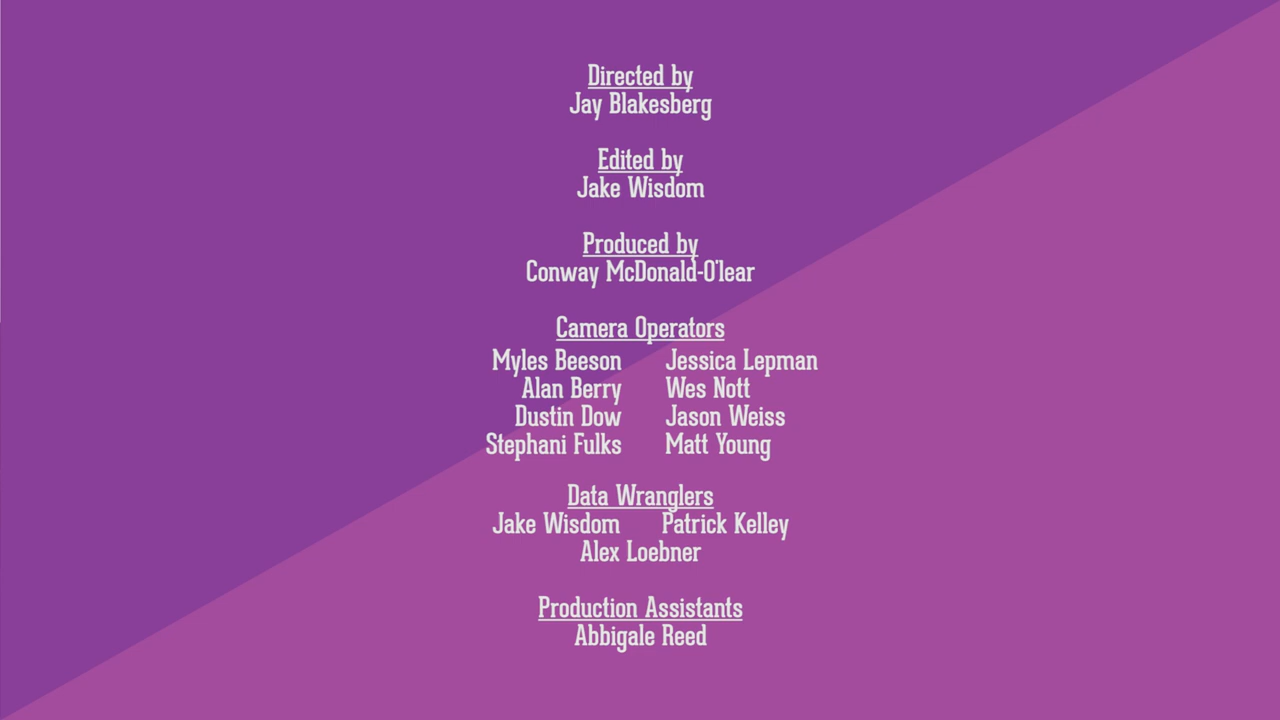 Directed by
Jay Blakesberg
Edited by
Jake Wisdom
Produced by
Conway McDonald-O'lear
Camera Operators
Myles Beeson Jessica Lepman
Alan Berry Wes Nott
Dustin Dow Jason Weiss
Stephani Fulks Matt Young
Data Wranglers
Jake Wisdom Patrick Kelley
Alex Loebner
Production Assistants
Abbigale Reed